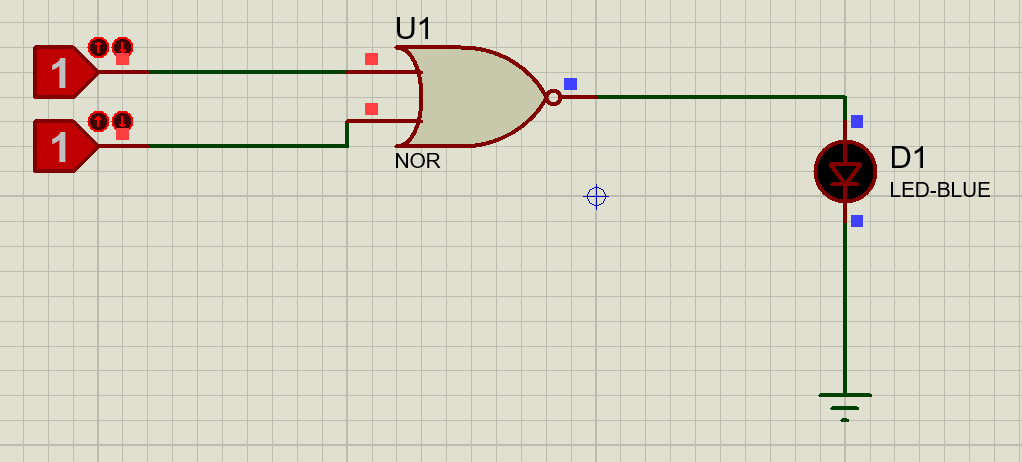 U1
1
1
NOR
D1
LED-BLUE